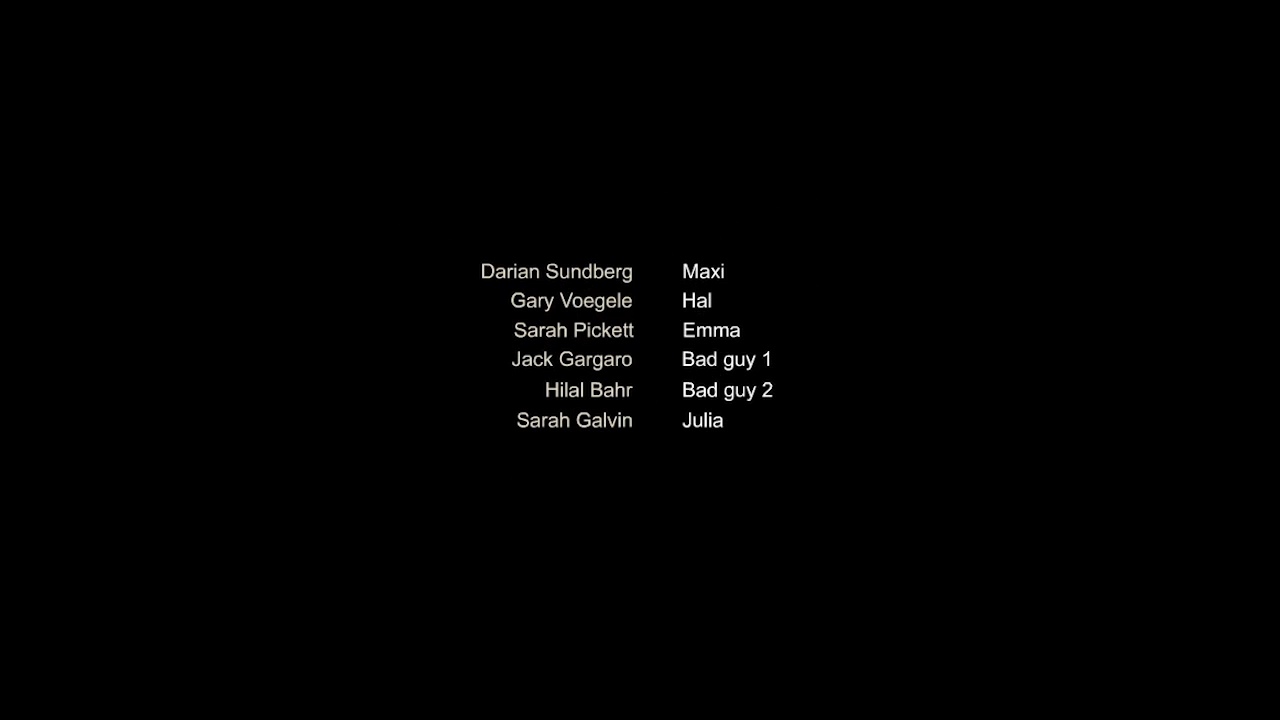 Darian Sundberg Maxi
Gary Voegele Hal
Sarah Pickett Emma
Jack Gargaro Bad guy 1
Hilal Bahr Bad guy 2
Sarah Galvin Julia